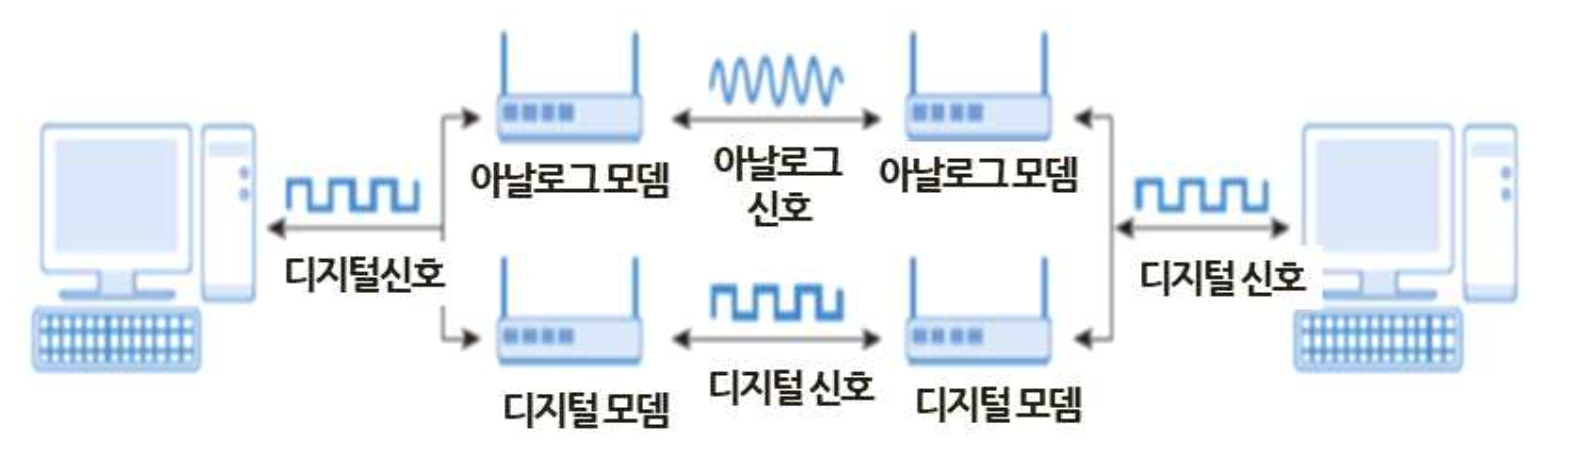 아날로그 모뎀
아날로그
신호
아날로그 모뎀
디지털신호
디지털 신호
디지털 모뎀
디지털 신호
디지털 모뎀